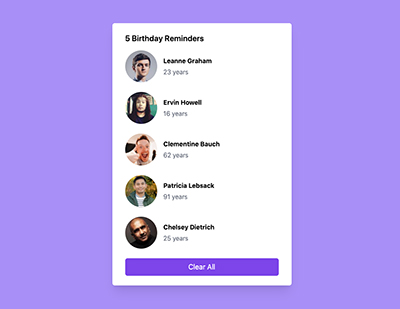 5 Birthday Reminders
Leanne Graham
23 years
Ervin Howell
16 years
Clementine Bauch
62 years
Patricia Lebsack
91 years
Chelsey Dietrich
25 years
Clear All